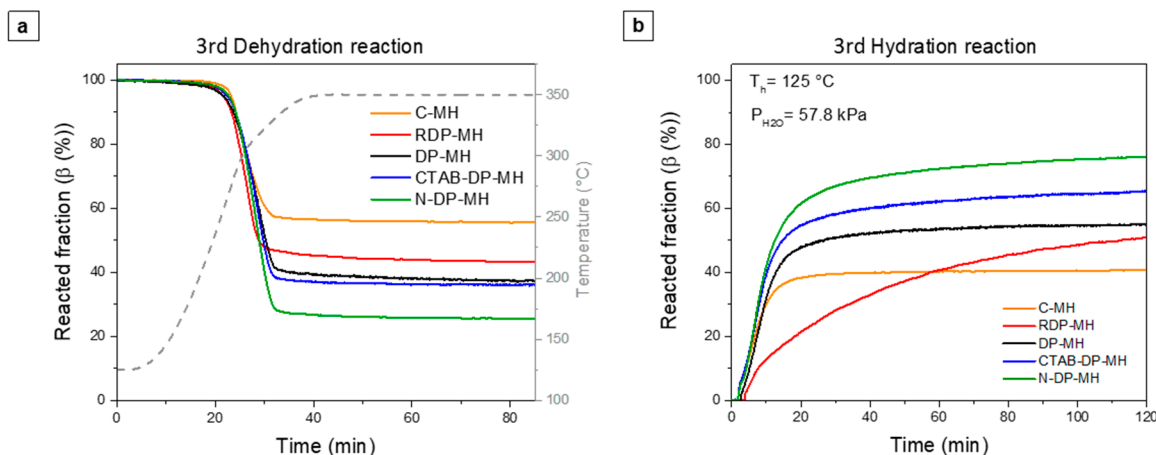 a
3rd Dehydration reaction
Reacted fraction (β (%))
100
80
60
40
20
0
C-MH
RDP-MH
DP-MH
CTAB-DP-MH
N-DP-MH
350
300
250
200
150
100
Temperature (°C)
0 20 40 60 80
Time (min)
b
3rd Hydration reaction
Reacted fraction (β (%))
100
80
60
40
20
0
Th= 125 °C
PH2O= 57.8 kPa
C-MH
RDP-MH
DP-MH
CTAB-DP-MH
N-DP-MH
0 20 40 60 80 100 120
Time (min)